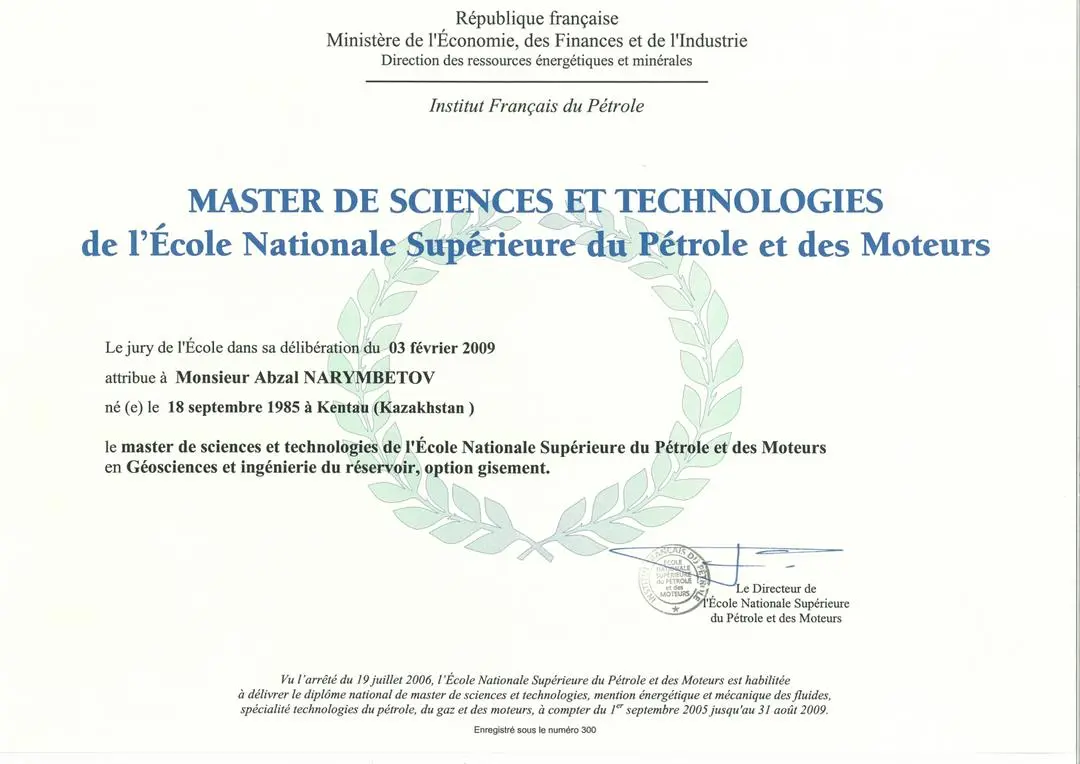 République française
Ministère de l'Économie, des Finances et de l'Industrie
Direction des ressources énergétiques et minérales
Institut Français du Pétrole
MASTER DE SCIENCES ET TECHNOLOGIES
de l'École Nationale Supérieure du Pétrole et des Moteurs
Le jury de l'École dans sa délibération du 03 février 2009
attribue à Monsieur Abzal NARYMBETOV
né (e) le 18 septembre 1985 à Kentau (Kazakhstan )
le master de sciences et technologies de l'École Nationale Supérieure du Pétrole et des Moteurs
en Géosciences et ingénierie du réservoir, option gisement.
INSTITUT FRANÇAIS DU PÉTROLE
ÉCOLE
NATIONALE
SUPÉRIEURE
du PÉTROLE
et des
MOTEURS
Le Directeur de
l'École Nationale Supérieure
du Pétrole et des Moteurs
Vu l'arrêté du 19 juillet 2006, l'École Nationale Supérieure du Pétrole et des Moteurs est habilitée
à délivrer le diplôme national de master de sciences et technologies, mention énergétique et mécanique des fluides,
spécialité technologies du pétrole, du gaz et des moteurs, à compter du 1er septembre 2005 jusqu'au 31 août 2009.
Enregistré sous le numéro 300